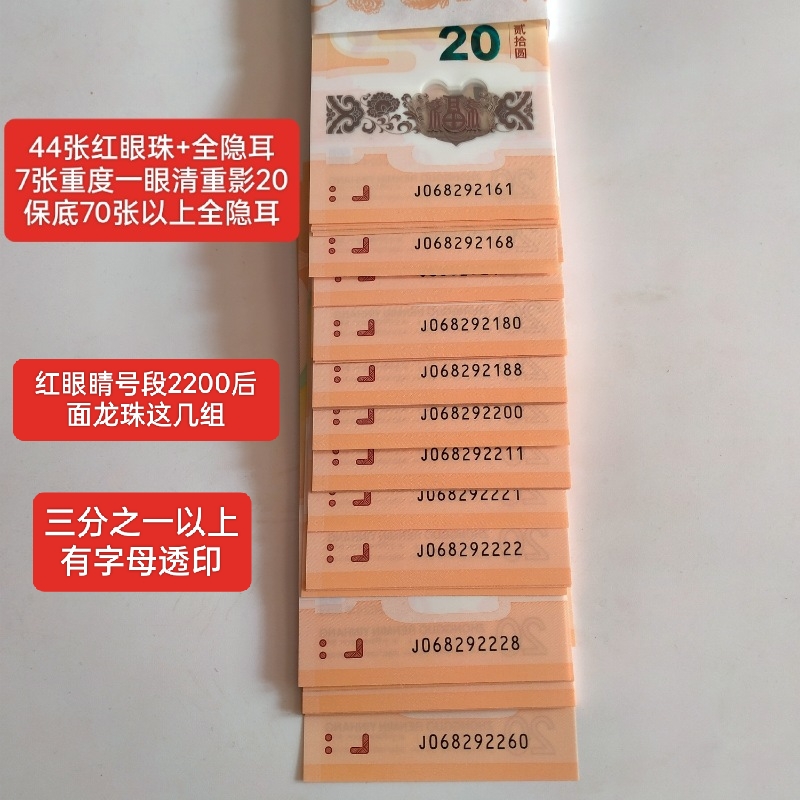 20
贰拾圆
福
44张红眼珠+全隐耳
7张重度一眼清重影20
保底70张以上全隐耳
J068292161
J068292168
J068292180
红眼睛号段2200后
面龙珠这几组
J068292188
J068292200
J068292211
J068292221
三分之一以上
有字母透印
J068292222
J068292228
J068292260